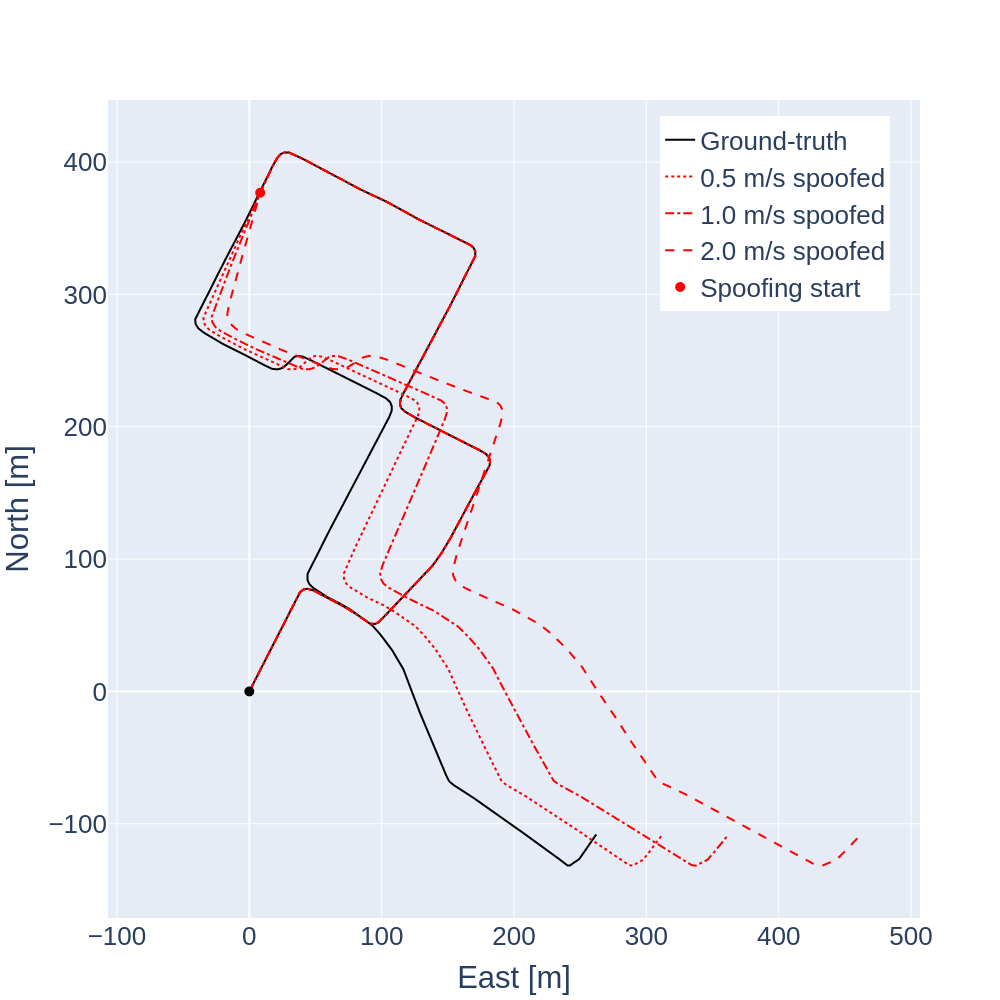 Ground-truth
0.5 m/s spoofed
1.0 m/s spoofed
2.0 m/s spoofed
Spoofing start
North [m]
400
300
200
100
0
−100
−100 0 100 200 300 400 500
East [m]